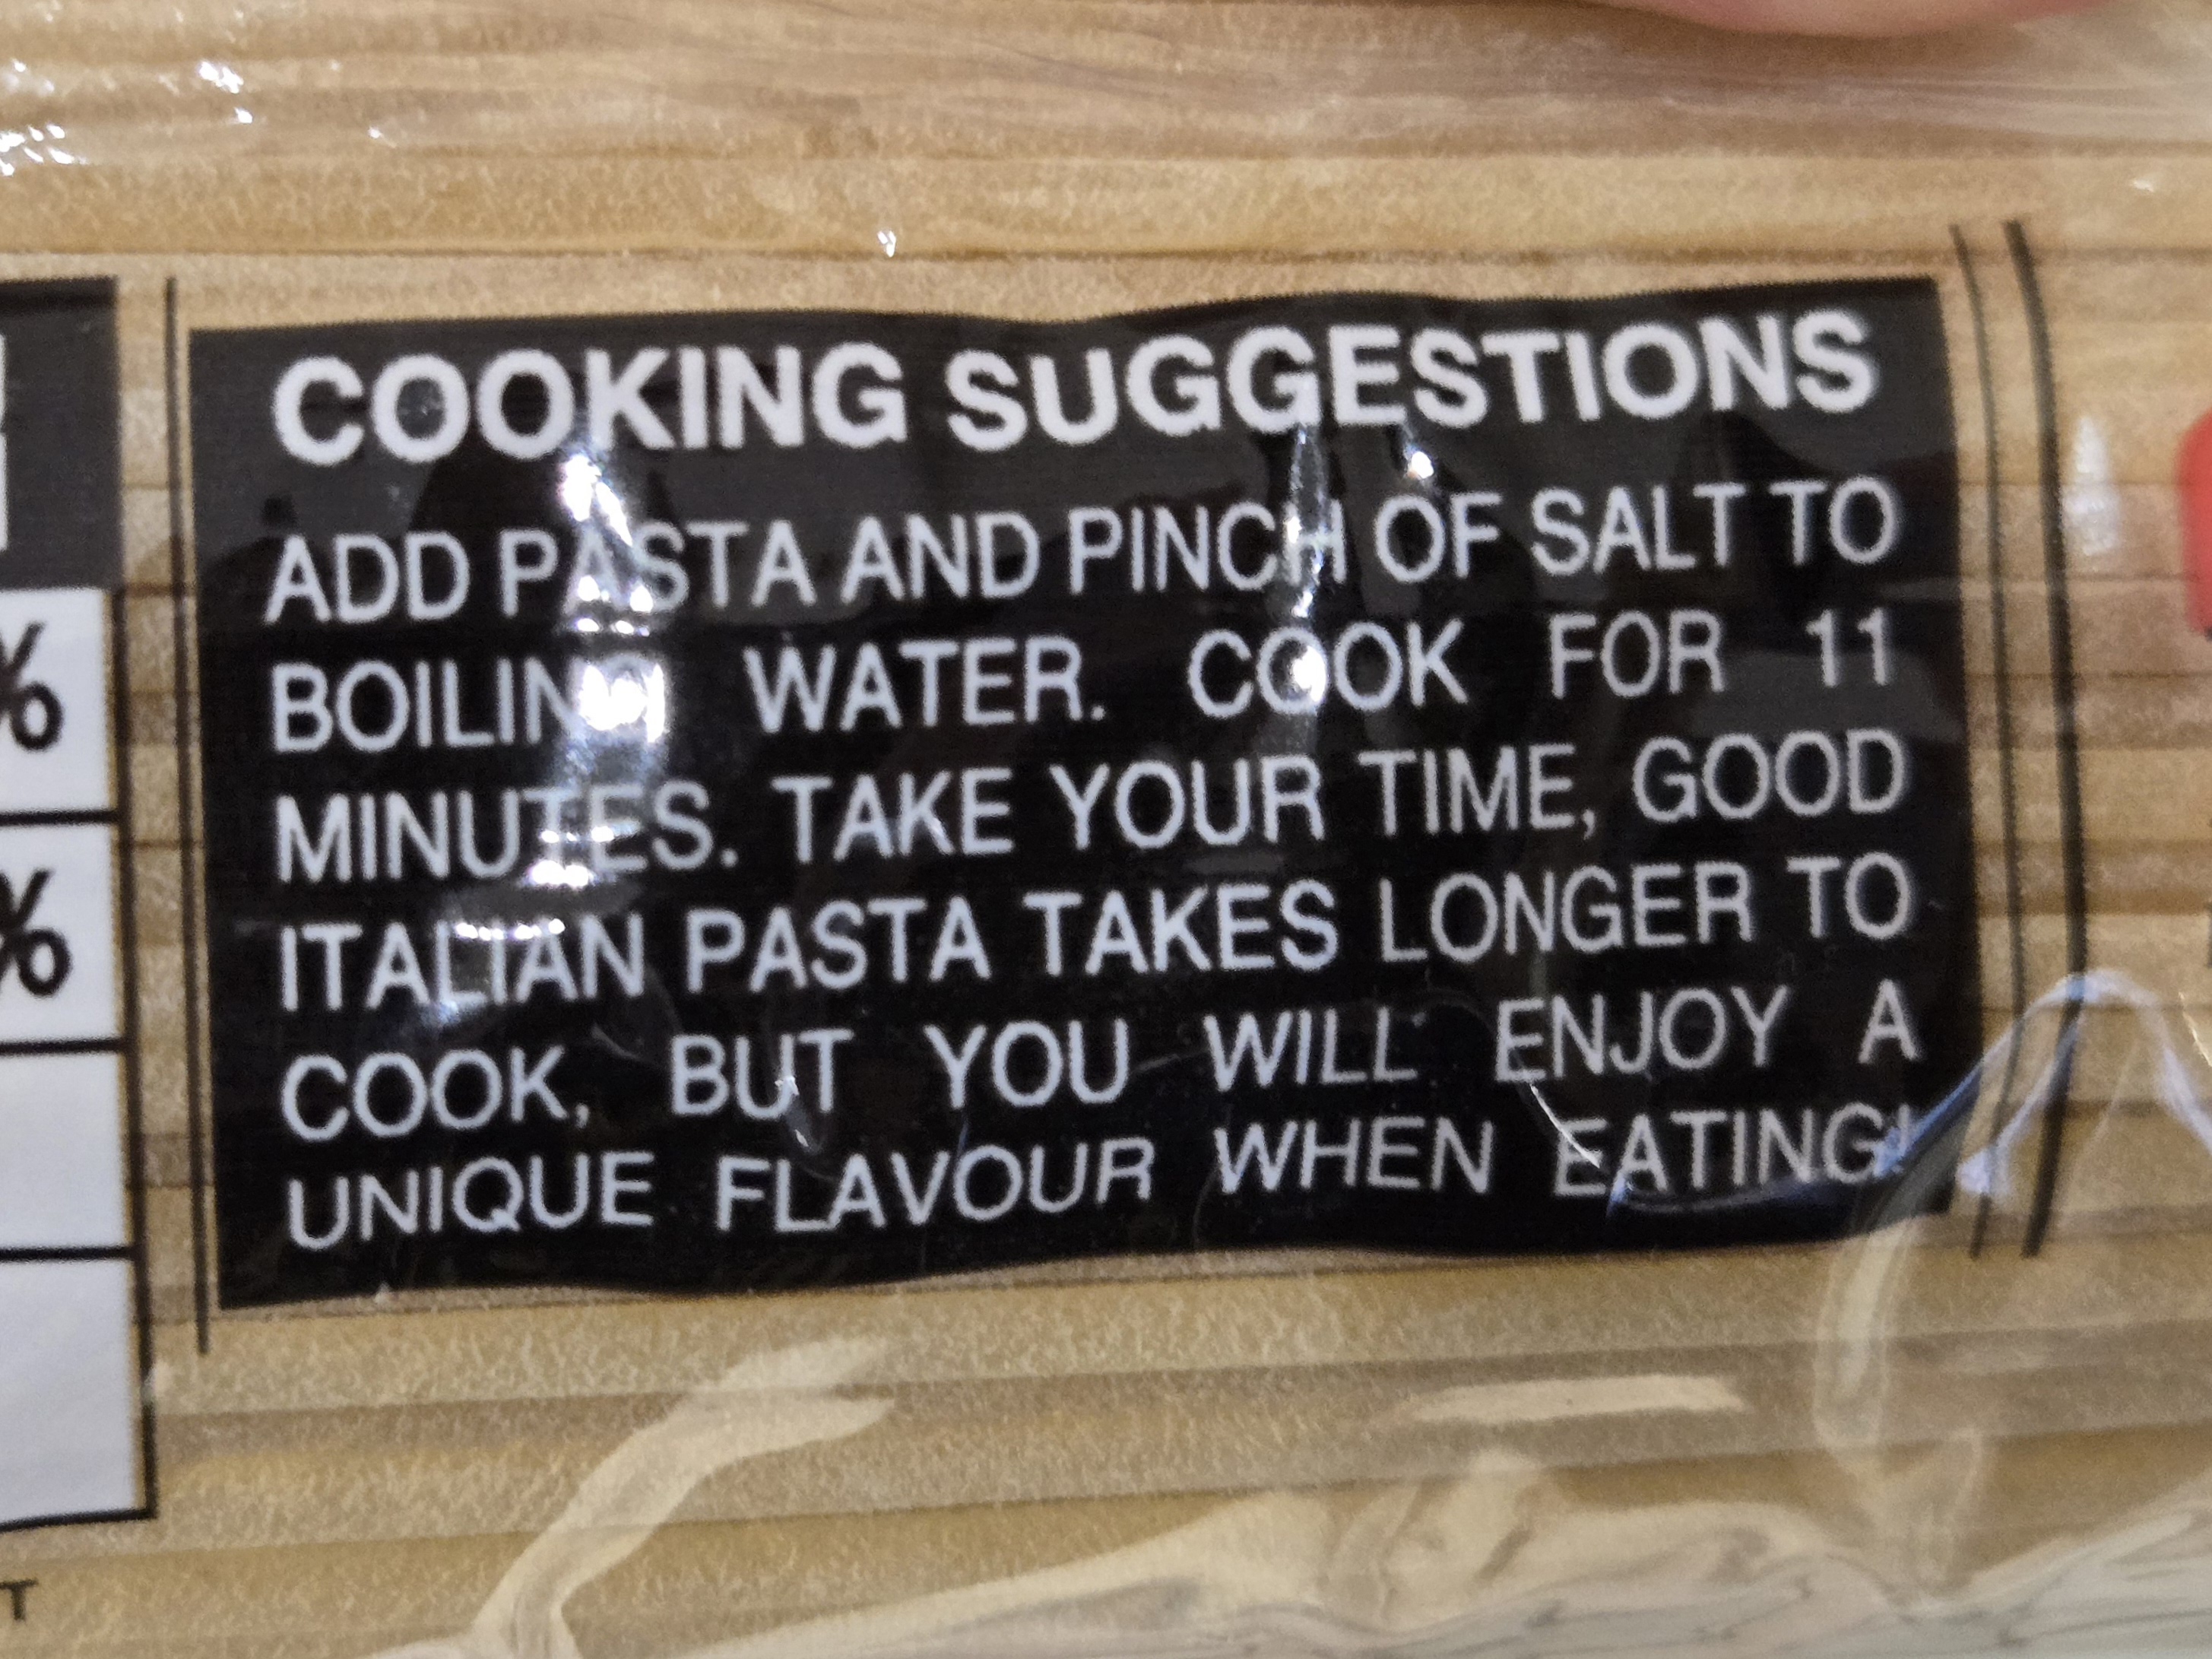 COOKING SUGGESTIONS
ADD PASTA AND PINCH OF SALT TO
BOILING WATER. COOK FOR 11
MINUTES. TAKE YOUR TIME, GOOD
ITALIAN PASTA TAKES LONGER TO
COOK, BUT YOU WILL ENJOY A
UNIQUE FLAVOUR WHEN EATING!
%
%
T